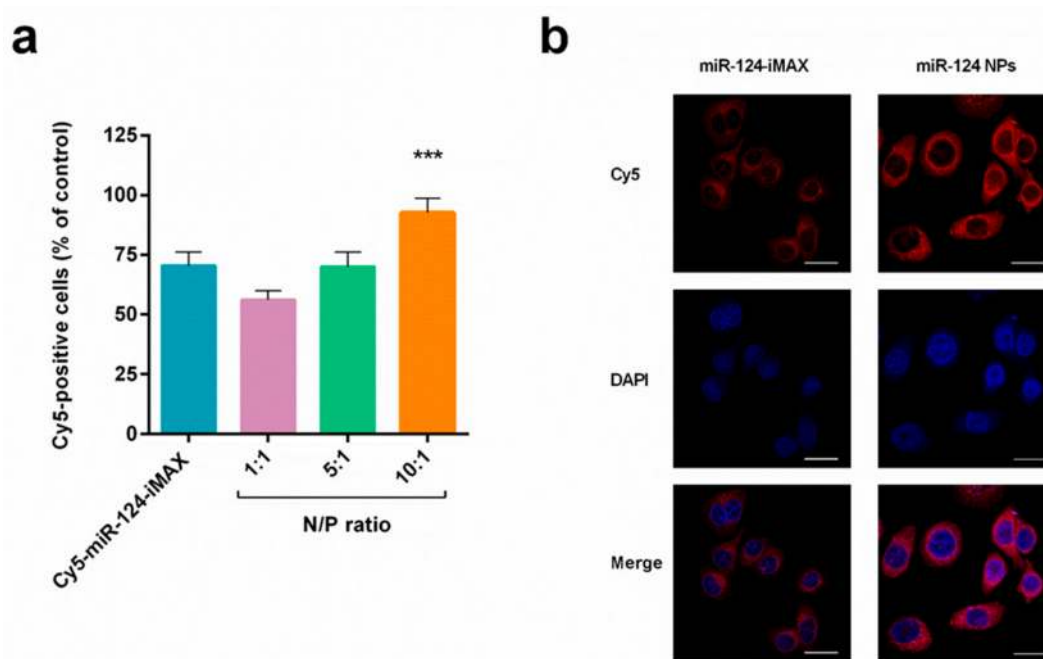 a
Cy5-positive cells (% of control)
125
100
75
50
25
0
***
Cy5-miR-124-iMAX
1:1
5:1
10:1
N/P ratio
b
miR-124-iMAX
miR-124 NPs
Cy5
DAPI
Merge